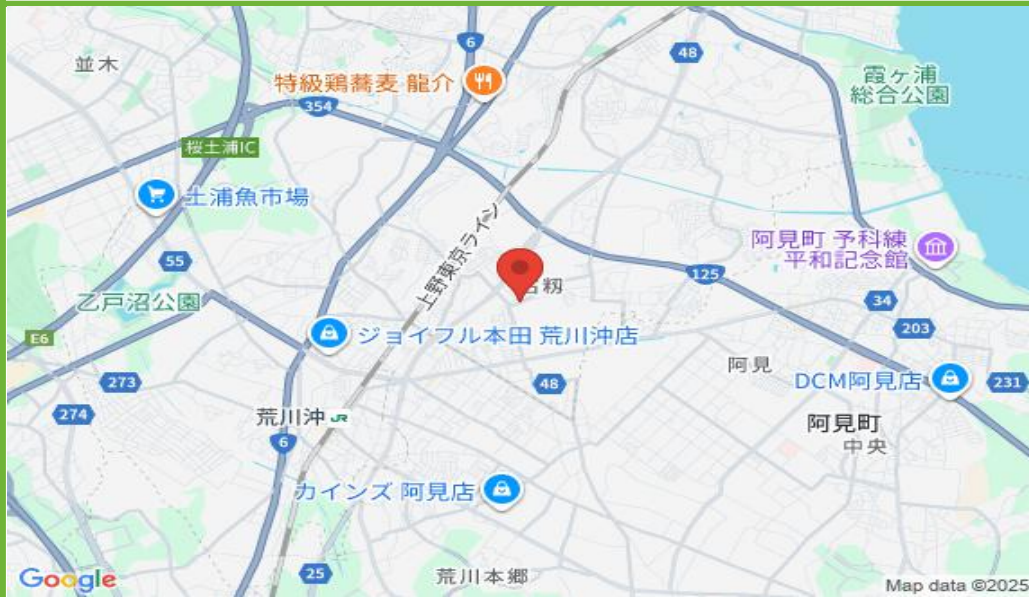 並木
6
48
特級鶏蕎麦 龍介
霞ヶ浦
総合公園
354
桜土浦IC
土浦魚市場
上野東京ライン
阿見町 予科練
平和記念館
55
125
乙戸沼公園
34
203
E6
ジョイフル本田 荒川沖店
阿見
273
48
DCM阿見店
231
274
荒川沖 JR
阿見町
6
中央
カインズ 阿見店
25
荒川本郷
Google
Map data ©2025